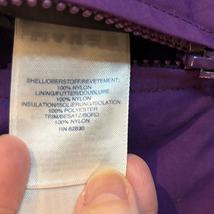 SHELL/OBERSTOFF/REVETEMENT:
100% NYLON
LINING/FUTTER/DOUBLURE
100% NYLON
INSULATION/ISOLIERUNG/ISOLATION
100% POLYESTER
TRIM/BESATZ/BORD
100% NYLON
RN 62830